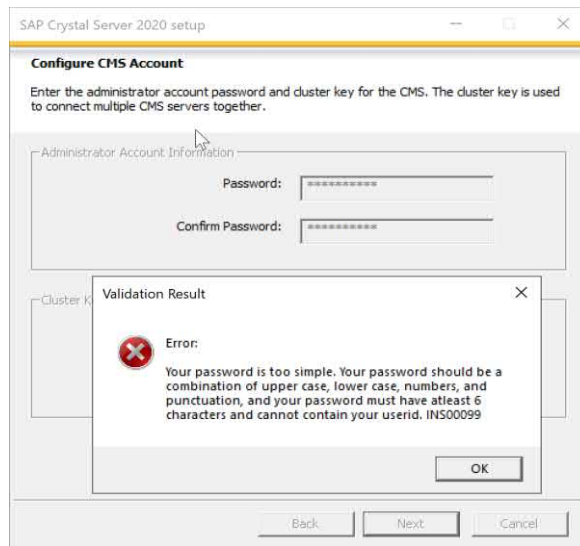 SAP Crystal Server 2020 setup
Configure CMS Account
Enter the administrator account password and cluster key for the CMS. The cluster key is used
to connect multiple CMS servers together.
Administrator Account Information
Password:
**********
Confirm Password:
**********
Cluster K
Validation Result
Error:
Your password is too simple. Your password should be a
combination of upper case, lower case, numbers, and
punctuation, and your password must have atleast 6
characters and cannot contain your userid. INS00099
OK
Back
Next
Cancel